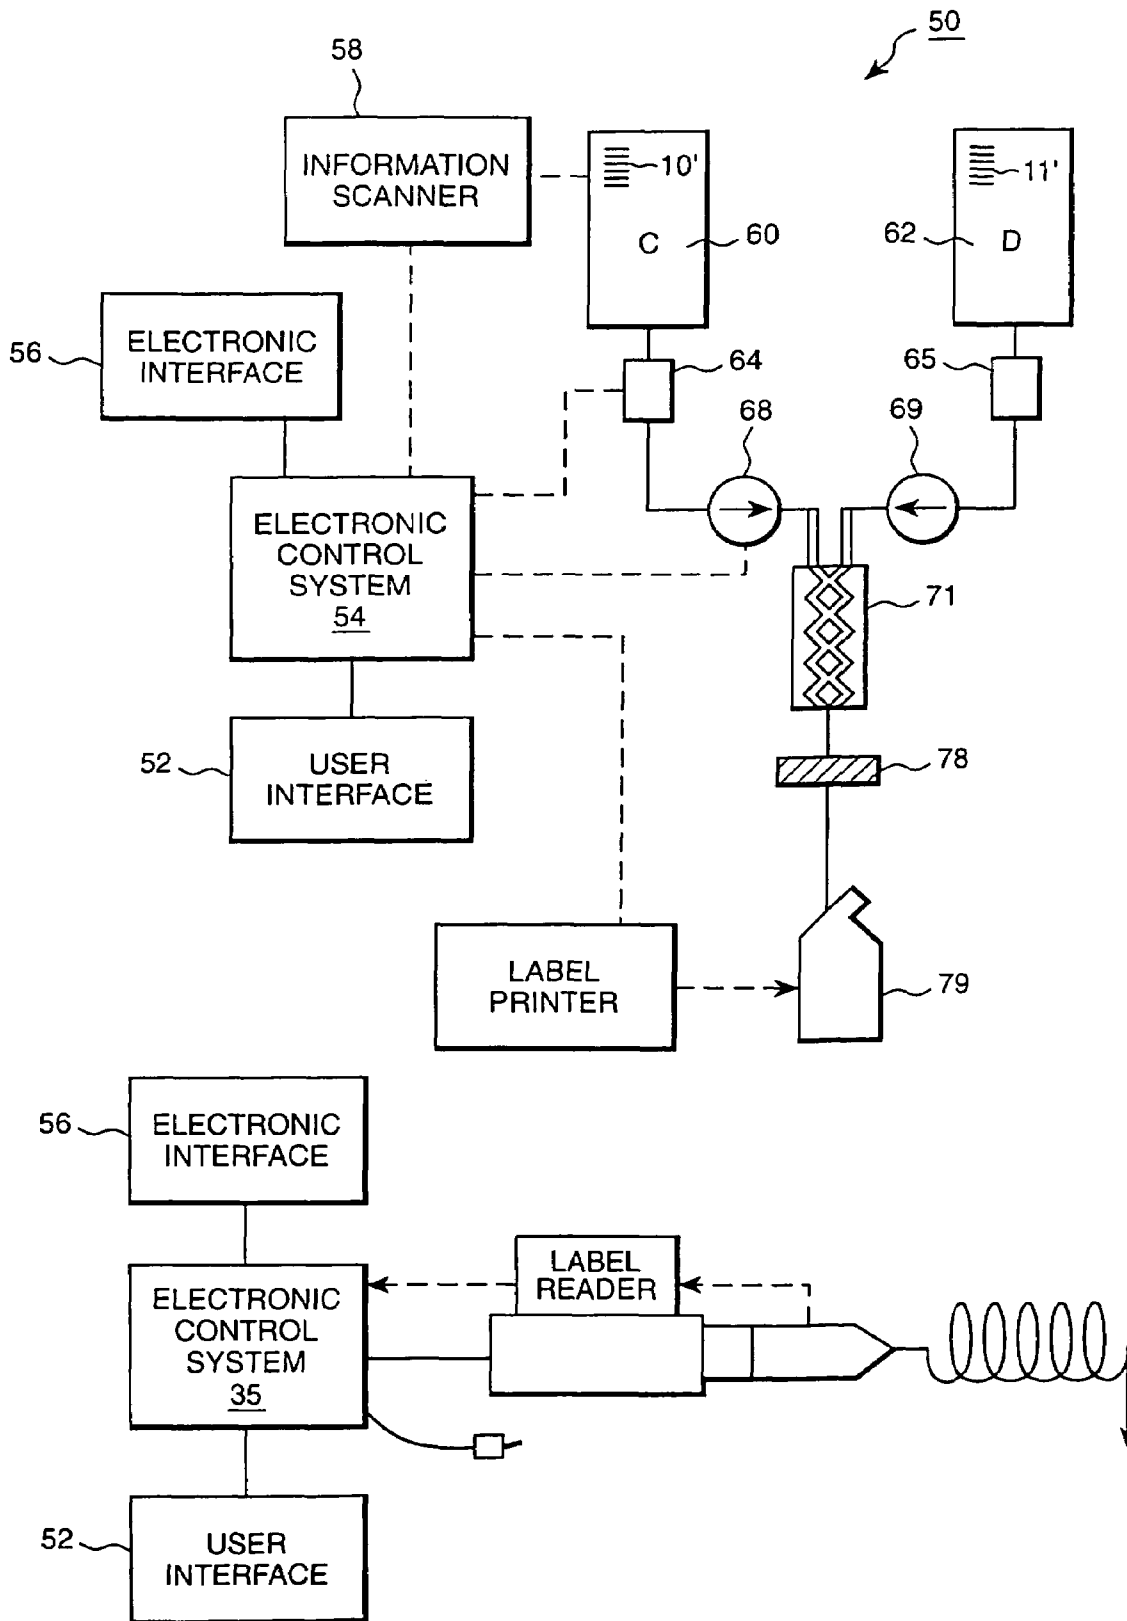 50
58
INFORMATION
SCANNER
10'
11'
C
60
62
D
56
ELECTRONIC
INTERFACE
64
65
68
69
ELECTRONIC
CONTROL
SYSTEM
54
71
52
USER
INTERFACE
78
LABEL
PRINTER
79
56
ELECTRONIC
INTERFACE
LABEL
READER
ELECTRONIC
CONTROL
SYSTEM
35
52
USER
INTERFACE